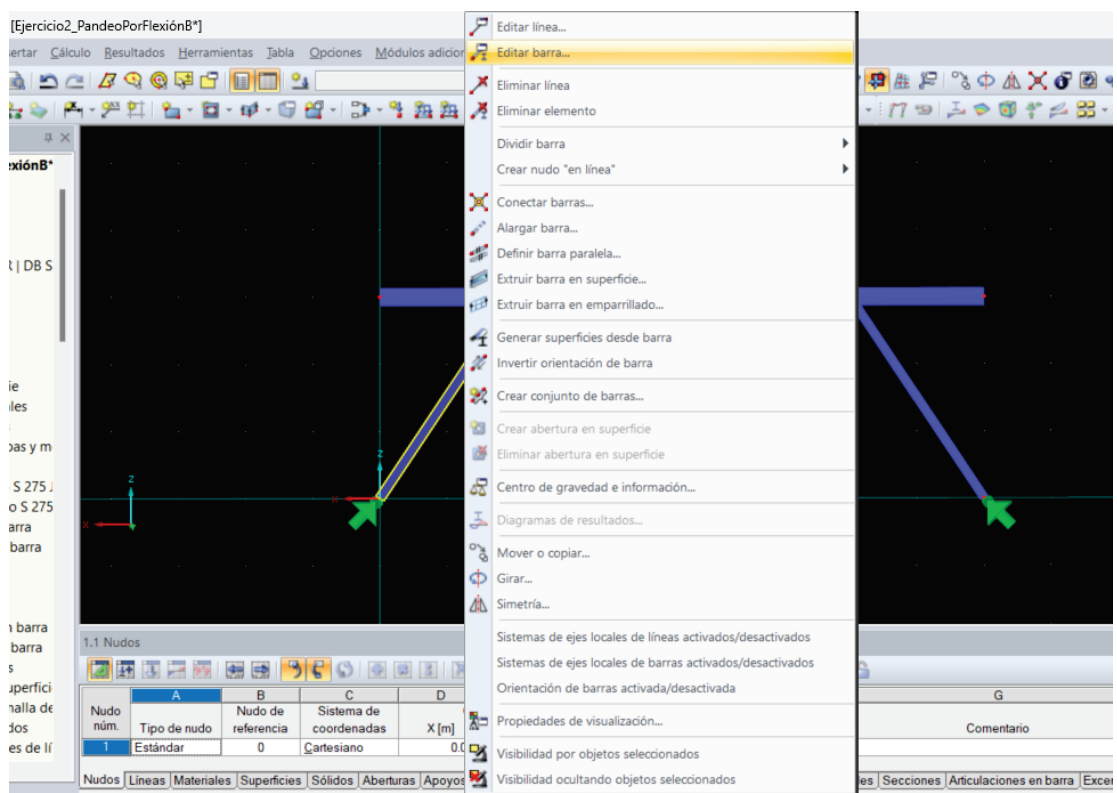 [Ejercicio2_PandeoPorFlexiónB*]
ertar Cálculo Resultados Herramientas Tabla Opciones Módulos adicior
exiónB*
R | DB S
ie
ales
pas y m
S 275 J
o S 275
arra
barra
n barra
barra
s
uperfici
nalla de
dos
es de lí
Editar línea...
Editar barra...
Eliminar línea
Eliminar elemento
Dividir barra
Crear nudo "en línea"
Conectar barras...
Alargar barra...
Definir barra paralela...
Extruir barra en superficie...
Extruir barra en emparrillado...
Generar superficies desde barra
Invertir orientación de barra
Crear conjunto de barras...
Crear abertura en superficie
Eliminar abertura en superficie
Centro de gravedad e información...
Diagramas de resultados...
Mover o copiar...
Girar...
Simetría...
Sistemas de ejes locales de líneas activados/desactivados
Sistemas de ejes locales de barras activados/desactivados
Orientación de barras activada/desactivada
Propiedades de visualización...
Visibilidad por objetos seleccionados
Visibilidad ocultando objetos seleccionados
z
x
z
x
1.1 Nudos
A B C D G
Nudo núm. Tipo de nudo Nudo de referencia Sistema de coordenadas X [m] Comentario
1 Estándar 0 Cartesiano 0.0
Nudos Líneas Materiales Superficies Sólidos Aberturas Apoyos es Secciones Articulaciones en barra Excer